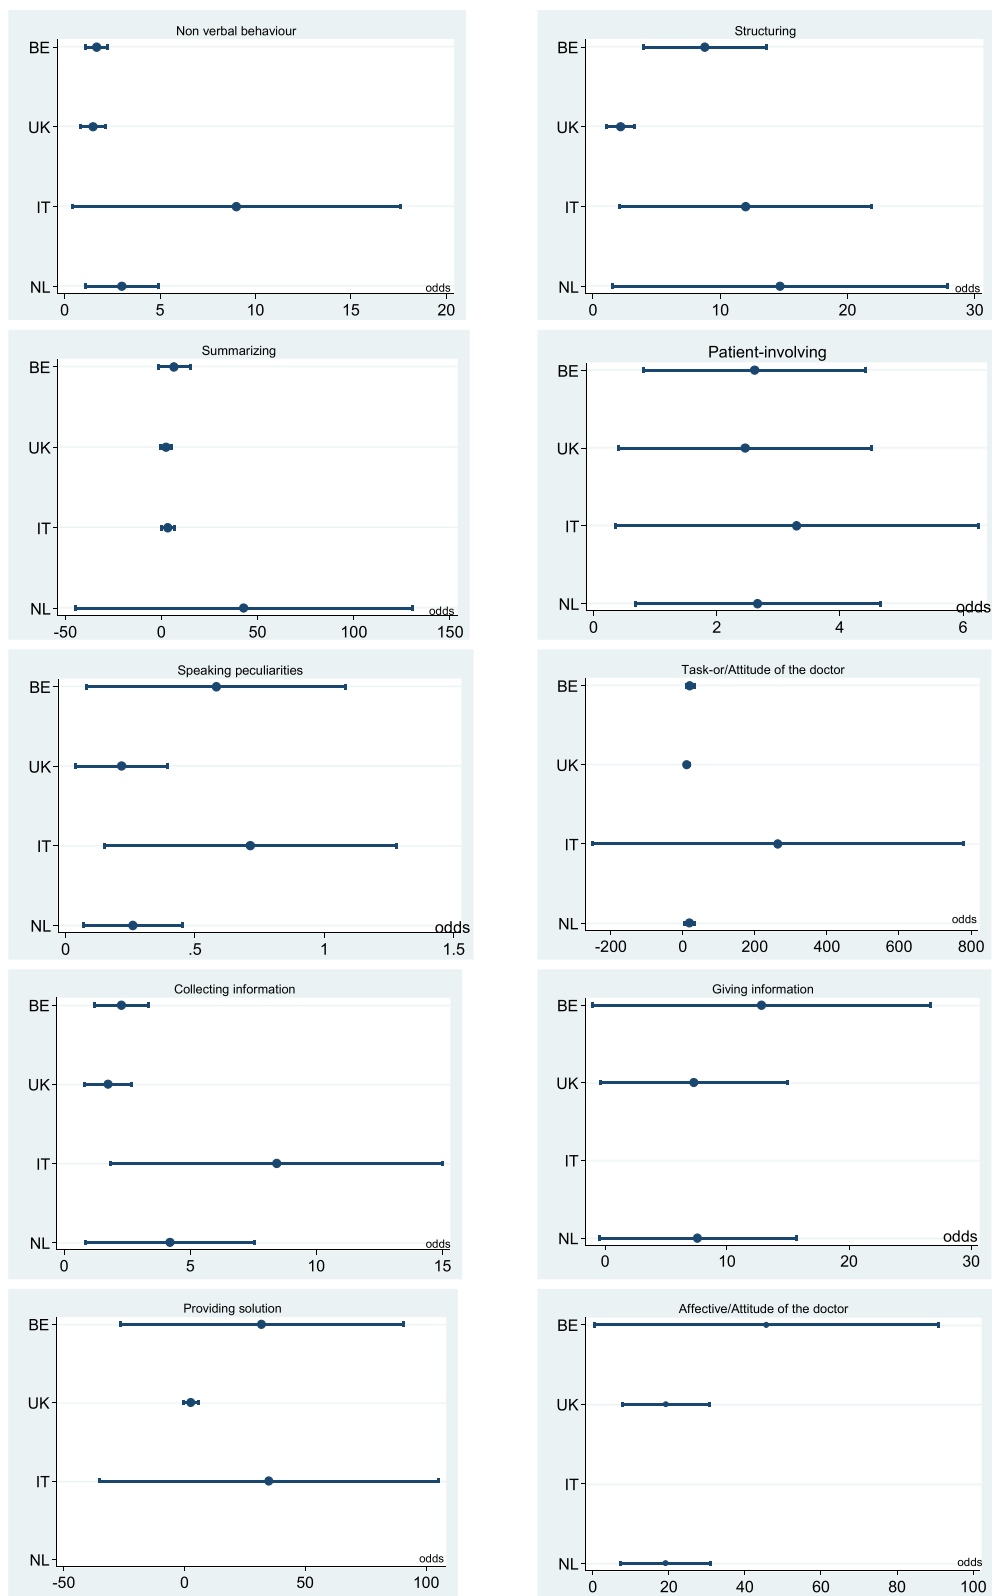 Non verbal behaviour
BE
UK
IT
NL
odds
0 5 10 15 20
Structuring
BE
UK
IT
NL
odds
0 10 20 30
Summarizing
BE
UK
IT
NL
odds
-50 0 50 100 150
Patient-involving
BE
UK
IT
NL
odds
0 2 4 6
Speaking peculiarities
BE
UK
IT
NL
odds
0 .5 1 1.5
Task-or/Attitude of the doctor
BE
UK
IT
NL
odds
-200 0 200 400 600 800
Collecting information
BE
UK
IT
NL
odds
0 5 10 15
Giving information
BE
UK
IT
NL
odds
0 10 20 30
Providing solution
BE
UK
IT
NL
odds
-50 0 50 100
Affective/Attitude of the doctor
BE
UK
IT
NL
odds
0 20 40 60 80 100